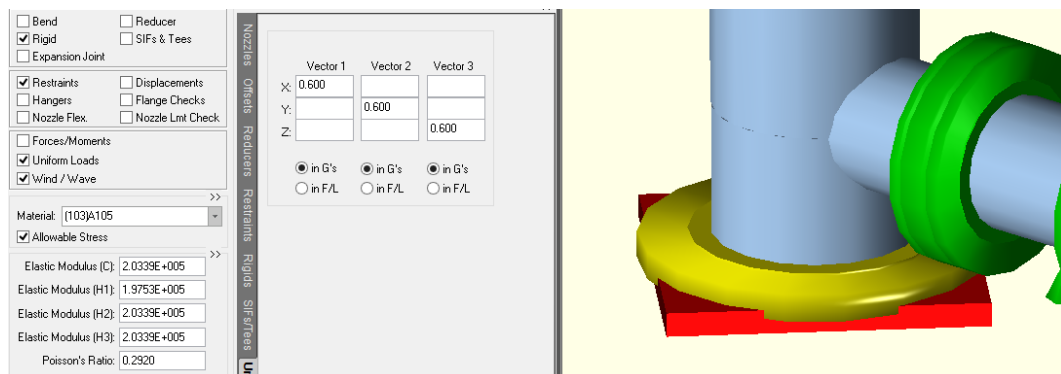 Bend Reducer
Rigid SIFs & Tees
Expansion Joint
Restraints Displacements
Hangers Flange Checks
Nozzle Flex. Nozzle Lmt Check
Forces/Moments
Uniform Loads
Wind / Wave
>>
Material: (103)A105
Allowable Stress
>>
Elastic Modulus (C): 2.0339E+005
Elastic Modulus (H1): 1.9753E+005
Elastic Modulus (H2): 2.0339E+005
Elastic Modulus (H3): 2.0339E+005
Poisson's Ratio: 0.2920
Nozzles
Offsets
Reducers
Restraints
Rigids
SIFs/Tees
Vector 1 Vector 2 Vector 3
X: 0.600
Y: 0.600
Z: 0.600
in G's in G's in G's
in F/L in F/L in F/L